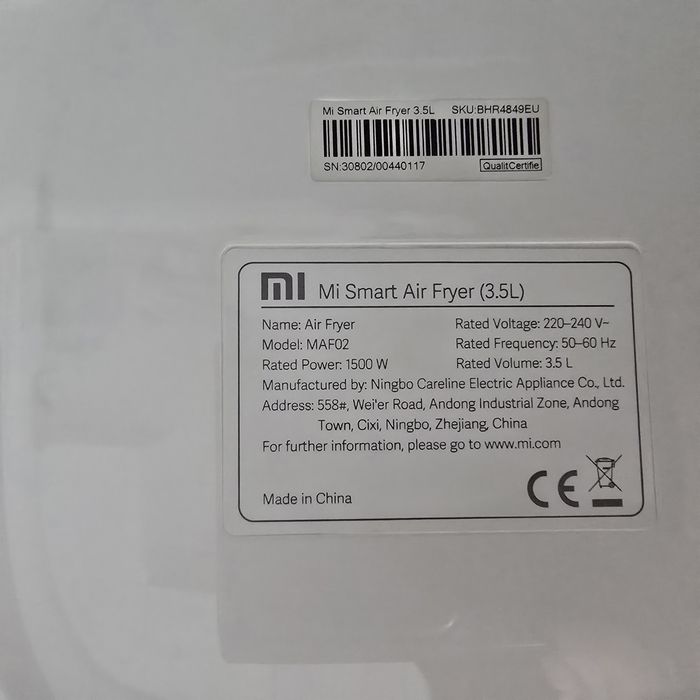 Mi Smart Air Fryer 3.5L SKU:BHR4849EU
SN:30802/00440117
QualitCertifie
mi Mi Smart Air Fryer (3.5L)
Name: Air Fryer Rated Voltage: 220–240 V~
Model: MAF02 Rated Frequency: 50–60 Hz
Rated Power: 1500 W Rated Volume: 3.5 L
Manufactured by: Ningbo Careline Electric Appliance Co., Ltd.
Address: 558#, Wei'er Road, Andong Industrial Zone, Andong
Town, Cixi, Ningbo, Zhejiang, China
For further information, please go to www.mi.com
Made in China
CE